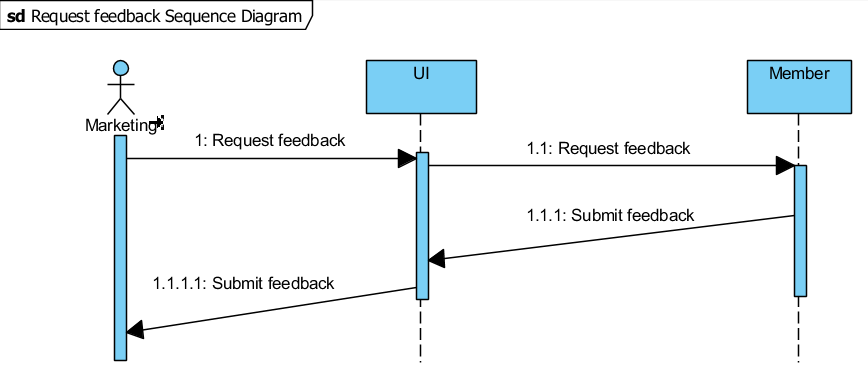 sd Request feedback Sequence Diagram
UI
Member
Marketing
1: Request feedback
1.1: Request feedback
1.1.1: Submit feedback
1.1.1.1: Submit feedback